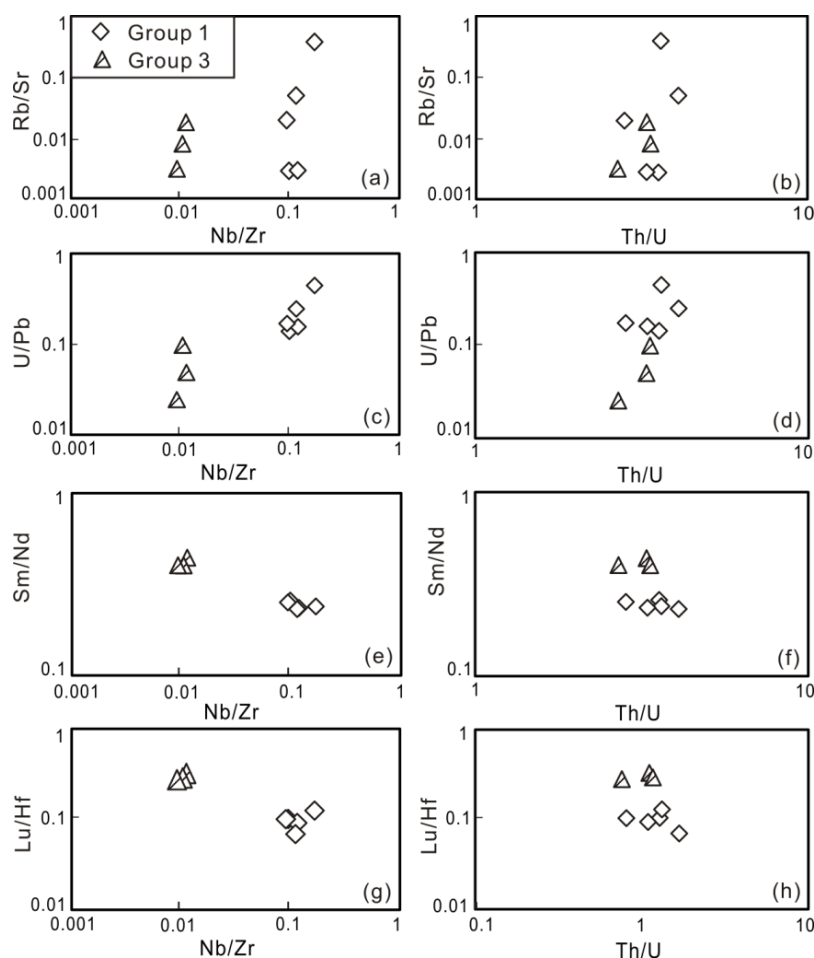 Group 1
Group 3
1
0.1
0.01
0.001
Rb/Sr
(a)
0.001
0.01
0.1
1
Nb/Zr
1
0.1
0.01
0.001
Rb/Sr
(b)
1
10
Th/U
1
0.1
0.01
U/Pb
(c)
0.001
0.01
0.1
1
Nb/Zr
1
0.1
0.01
U/Pb
(d)
1
10
Th/U
1
0.1
Sm/Nd
(e)
0.001
0.01
0.1
1
Nb/Zr
1
0.1
Sm/Nd
(f)
1
10
Th/U
1
0.1
0.01
Lu/Hf
(g)
0.001
0.01
0.1
1
Nb/Zr
1
0.1
0.01
Lu/Hf
(h)
0.1
1
10
Th/U